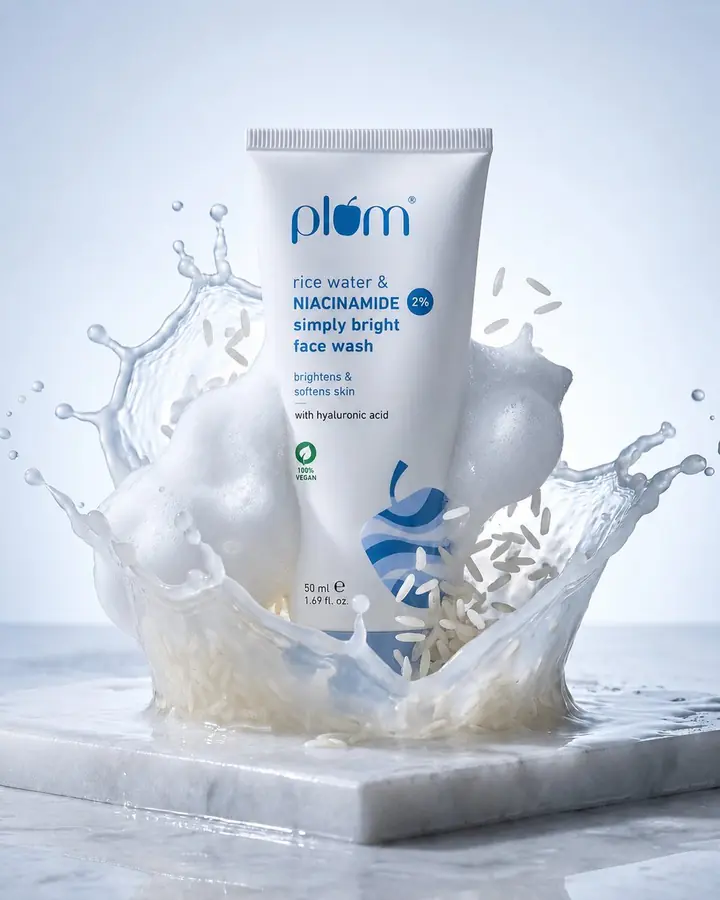 plum®
rice water &
NIACINAMIDE 2%
simply bright
face wash
brightens &
softens skin
with hyaluronic acid
100%
VEGAN
50 ml ℮
1.69 fl. oz.